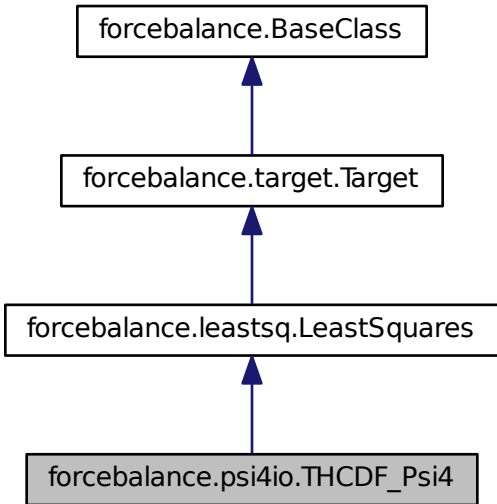 forcebalance.BaseClass
forcebalance.target.Target
forcebalance.leastsq.LeastSquares
forcebalance.psi4io.THCDF_Psi4